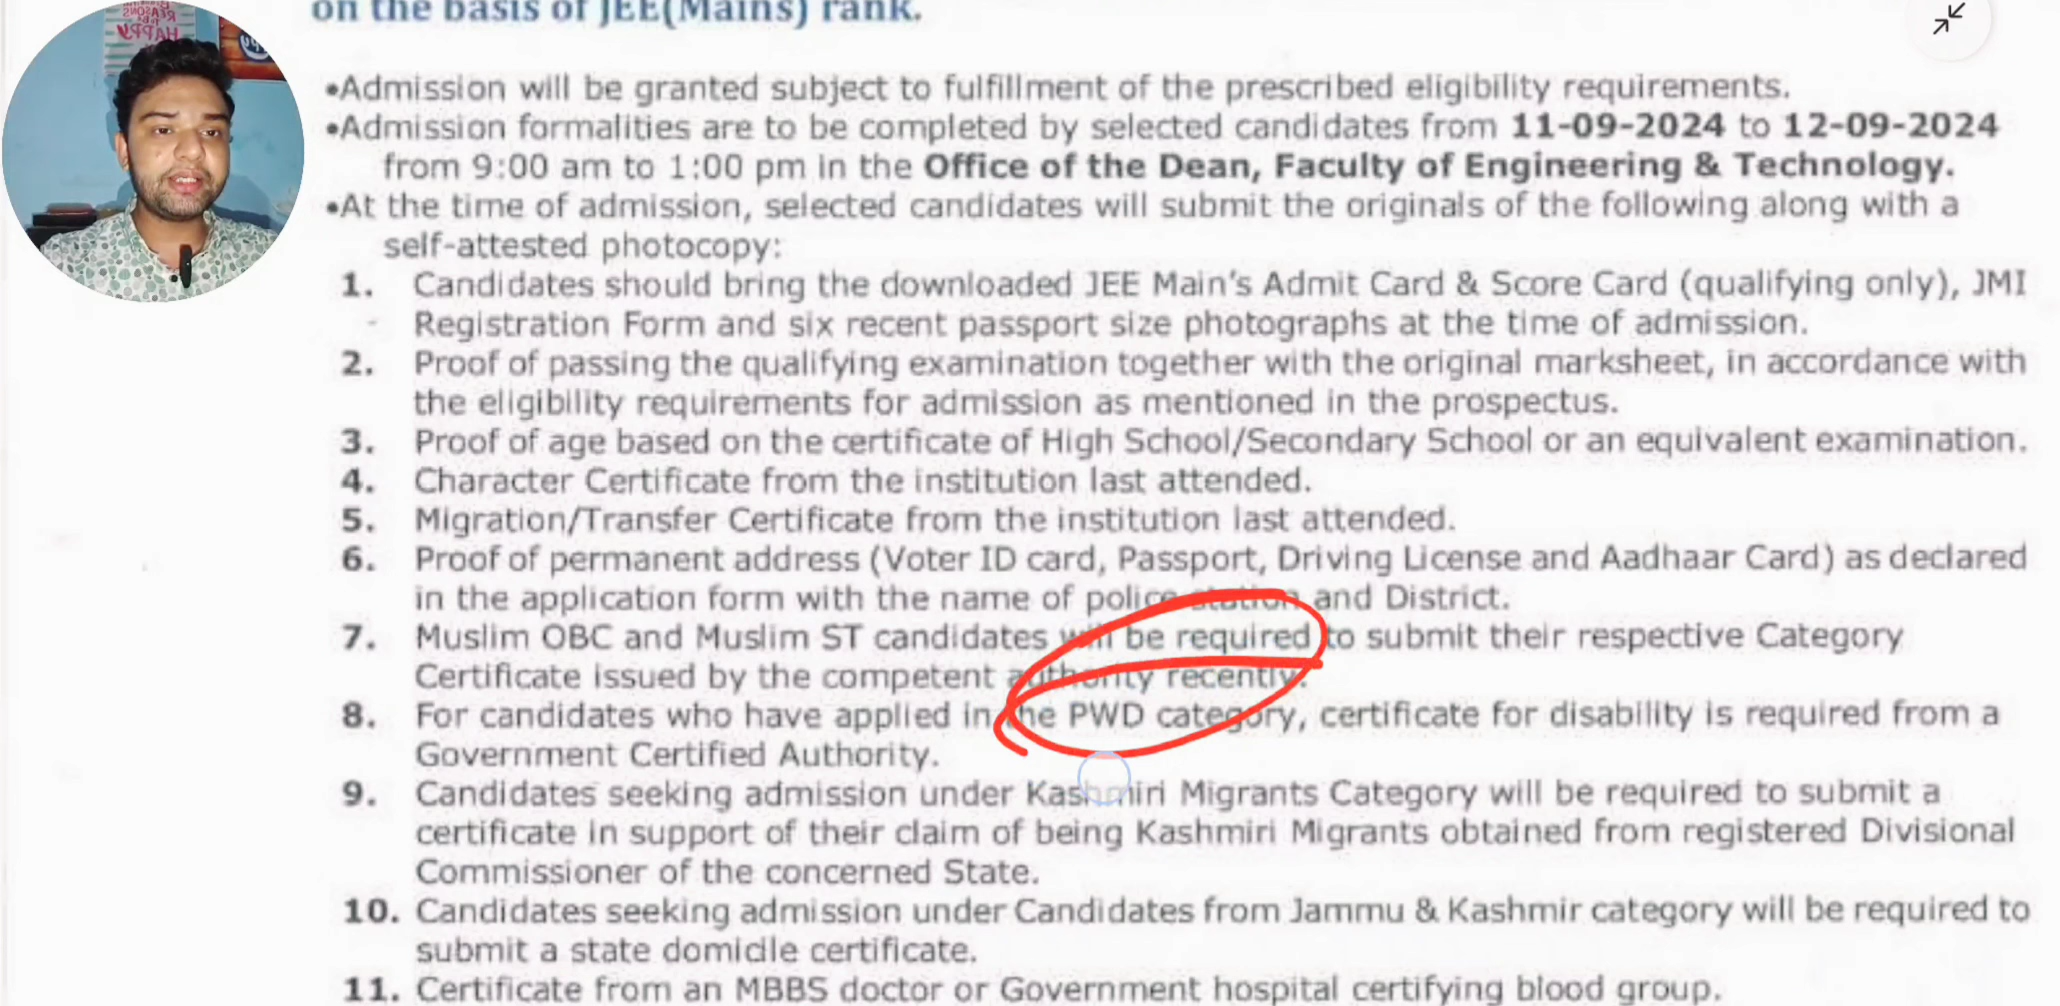 on the basis of JEE(Mains) rank.
•Admission will be granted subject to fulfillment of the prescribed eligibility requirements.
•Admission formalities are to be completed by selected candidates from 11-09-2024 to 12-09-2024
from 9:00 am to 1:00 pm in the Office of the Dean, Faculty of Engineering & Technology.
•At the time of admission, selected candidates will submit the originals of the following along with a
self-attested photocopy:
1. Candidates should bring the downloaded JEE Main's Admit Card & Score Card (qualifying only), JMI
Registration Form and six recent passport size photographs at the time of admission.
2. Proof of passing the qualifying examination together with the original marksheet, in accordance with
the eligibility requirements for admission as mentioned in the prospectus.
3. Proof of age based on the certificate of High School/Secondary School or an equivalent examination.
4. Character Certificate from the institution last attended.
5. Migration/Transfer Certificate from the institution last attended.
6. Proof of permanent address (Voter ID card, Passport, Driving License and Aadhaar Card) as declared
in the application form with the name of police station and District.
7. Muslim OBC and Muslim ST candidates will be required to submit their respective Category
Certificate issued by the competent authority recently.
8. For candidates who have applied in the PWD category, certificate for disability is required from a
Government Certified Authority.
9. Candidates seeking admission under Kashmiri Migrants Category will be required to submit a
certificate in support of their claim of being Kashmiri Migrants obtained from registered Divisional
Commissioner of the concerned State.
10. Candidates seeking admission under Candidates from Jammu & Kashmir category will be required to
submit a state domicile certificate.
11. Certificate from an MBBS doctor or Government hospital certifying blood group.